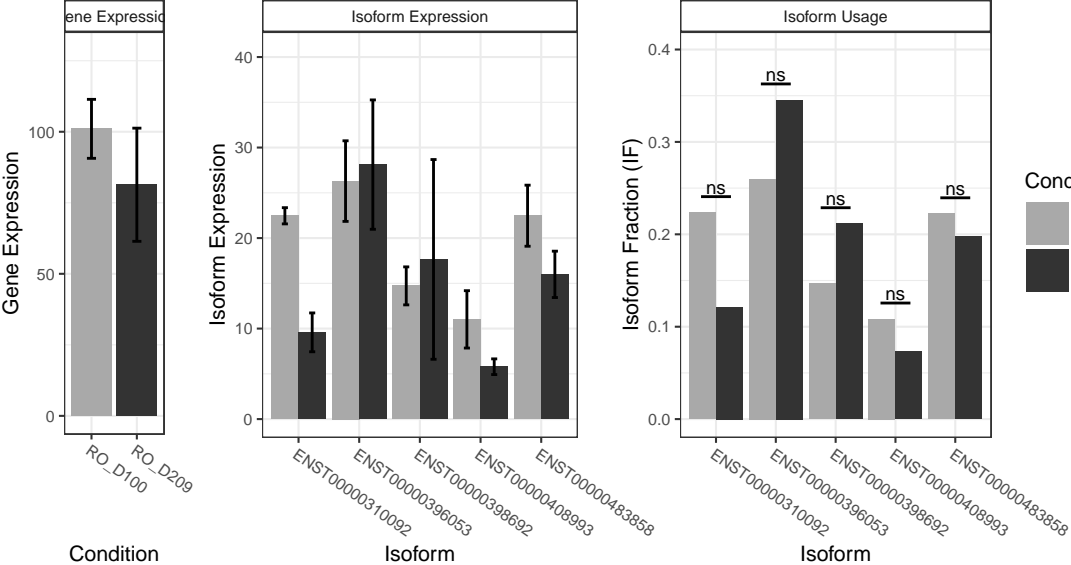 ene Expressio
Gene Expression
100
50
0
RO_D100
RO_D209
Condition
Isoform Expression
Isoform Expression
40
30
20
10
0
ENST00000310092
ENST00000396053
ENST00000398692
ENST00000408993
ENST00000483858
Isoform
Isoform Usage
Isoform Fraction (IF)
0.4
0.3
0.2
0.1
0.0
ns
ns
ns
ns
ns
ENST00000310092
ENST00000396053
ENST00000398692
ENST00000408993
ENST00000483858
Isoform
Conc